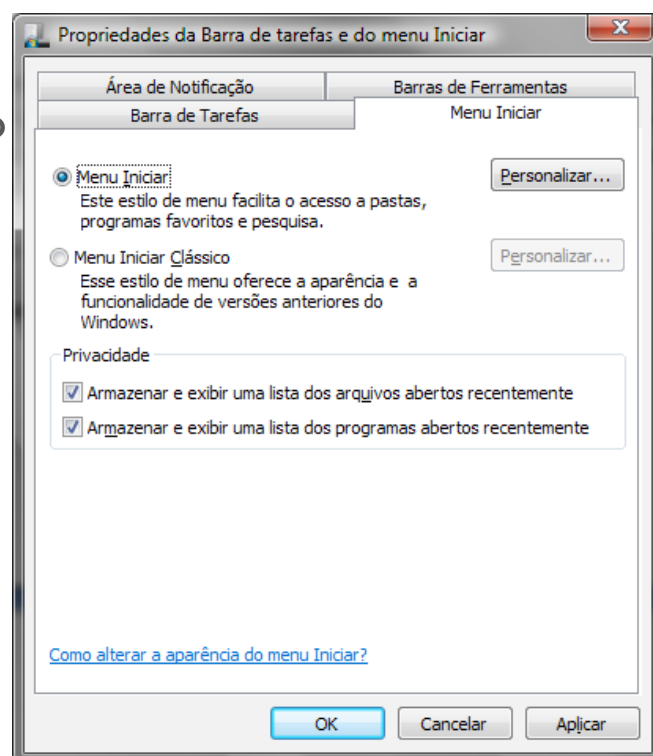 Propriedades da Barra de tarefas e do menu Iniciar
Área de Notificação
Barras de Ferramentas
Barra de Tarefas
Menu Iniciar
Menu Iniciar
Personalizar...
Este estilo de menu facilita o acesso a pastas,
programas favoritos e pesquisa.
Menu Iniciar Clássico
Personalizar...
Esse estilo de menu oferece a aparência e a
funcionalidade de versões anteriores do
Windows.
Privacidade
Armazenar e exibir uma lista dos arquivos abertos recentemente
Armazenar e exibir uma lista dos programas abertos recentemente
Como alterar a aparência do menu Iniciar?
OK
Cancelar
Aplicar